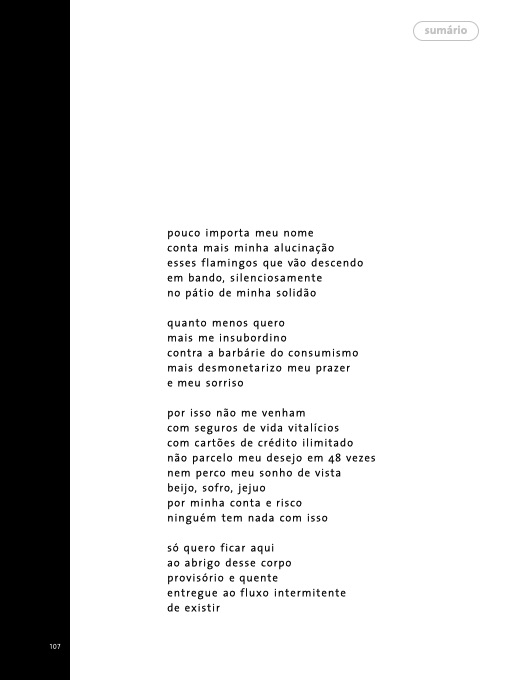 sumário
pouco importa meu nome
conta mais minha alucinação
esses flamingos que vão descendo
em bando, silenciosamente
no pátio de minha solidão
quanto menos quero
mais me insubordino
contra a barbárie do consumismo
mais desmonetarizo meu prazer
e meu sorriso
por isso não me venham
com seguros de vida vitalícios
com cartões de crédito ilimitado
não parcelo meu desejo em 48 vezes
nem perco meu sonho de vista
beijo, sofro, jejuo
por minha conta e risco
ninguém tem nada com isso
só quero ficar aqui
ao abrigo desse corpo
provisório e quente
entregue ao fluxo intermitente
de existir
107